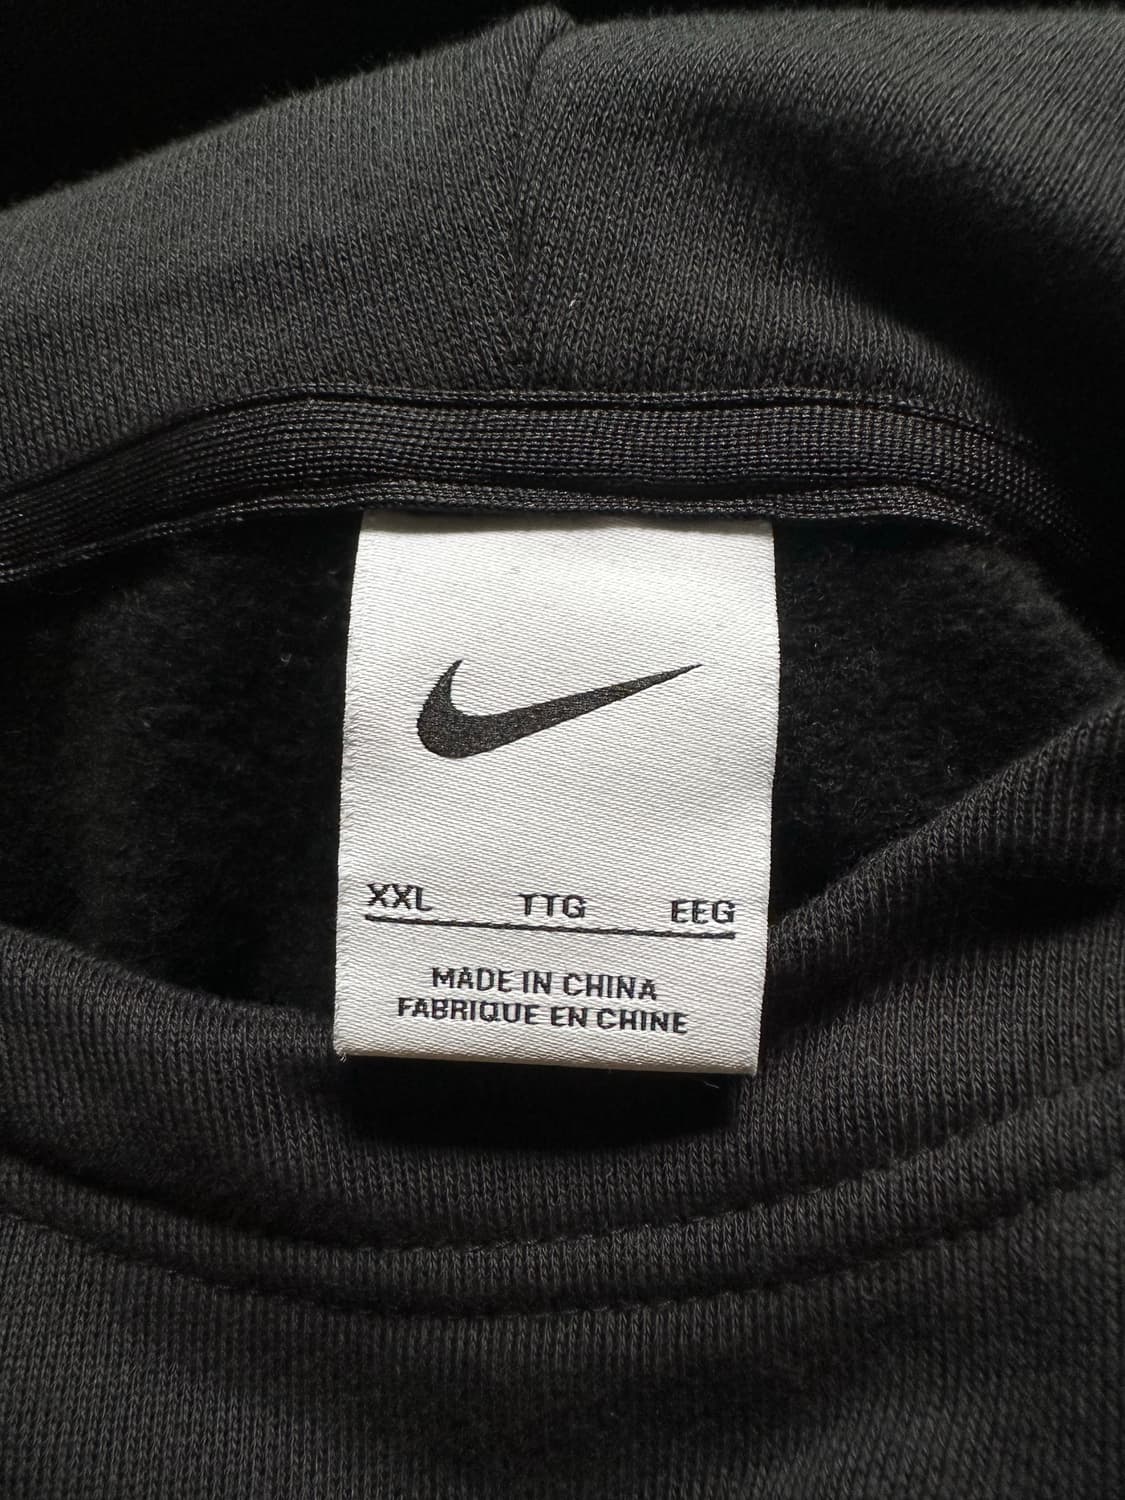 XXL TTG EEG
MADE IN CHINA
FABRIQUE EN CHINE